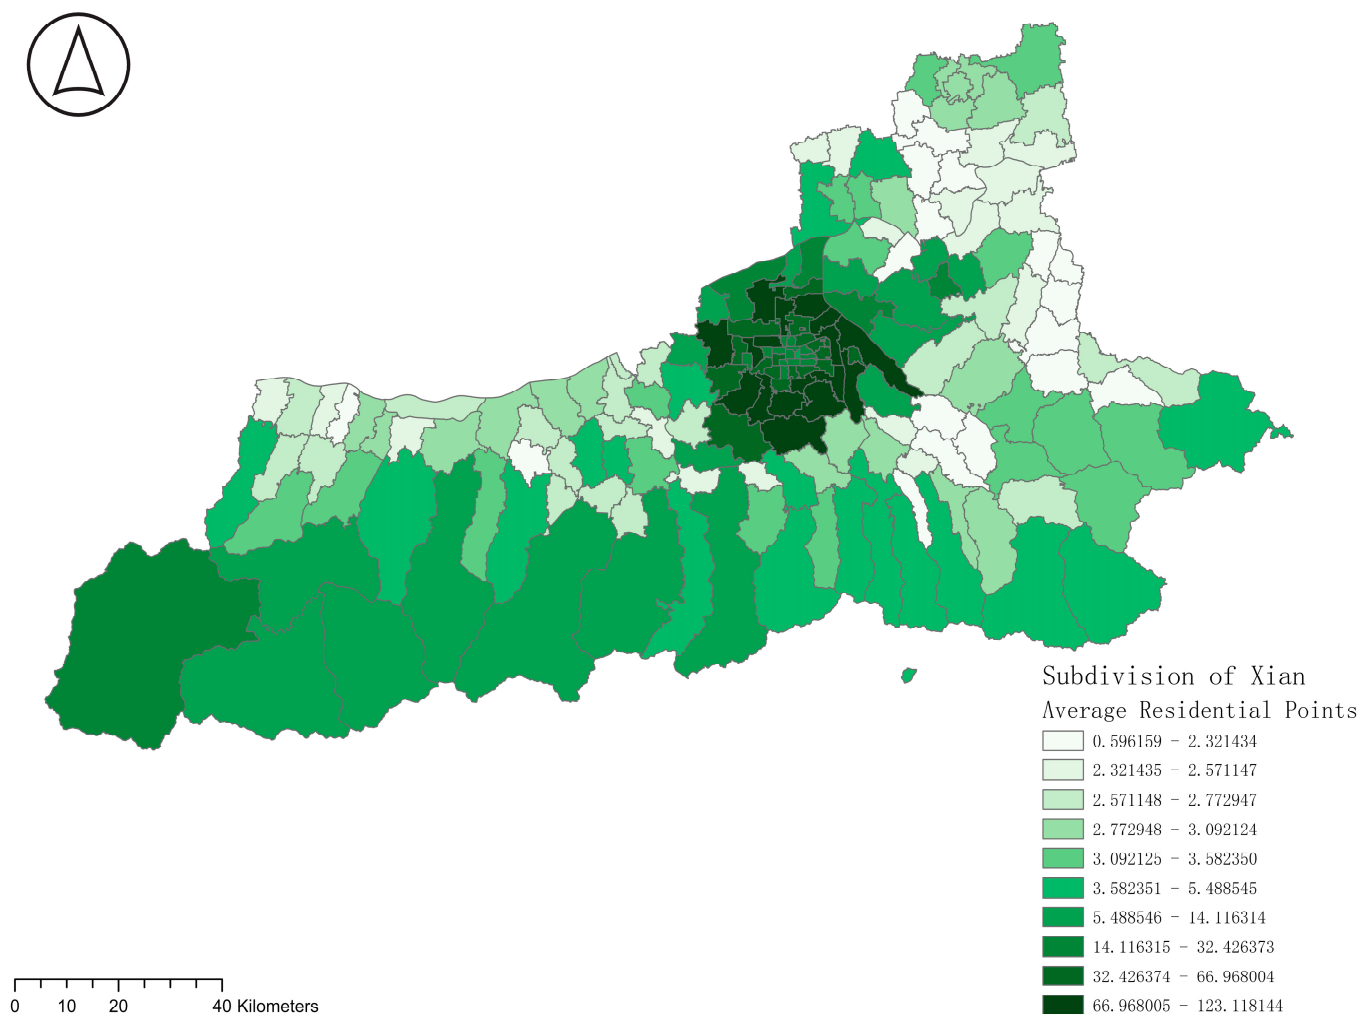 Subdivision of Xian
Average Residential Points
0.596159 - 2.321434
2.321435 - 2.571147
2.571148 - 2.772947
2.772948 - 3.092124
3.092125 - 3.582350
3.582351 - 5.488545
5.488546 - 14.116314
14.116315 - 32.426373
32.426374 - 66.968004
66.968005 - 123.118144
0 10 20 40 Kilometers